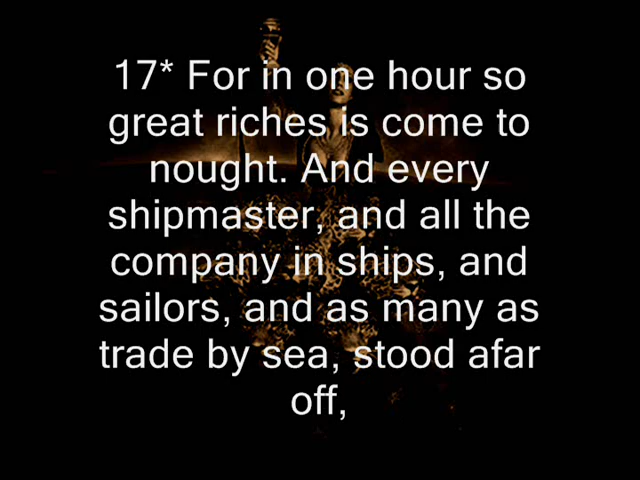 17* For in one hour so
great riches is come to
nought. And every
shipmaster, and all the
company in ships, and
sailors, and as many as
trade by sea, stood afar
off,